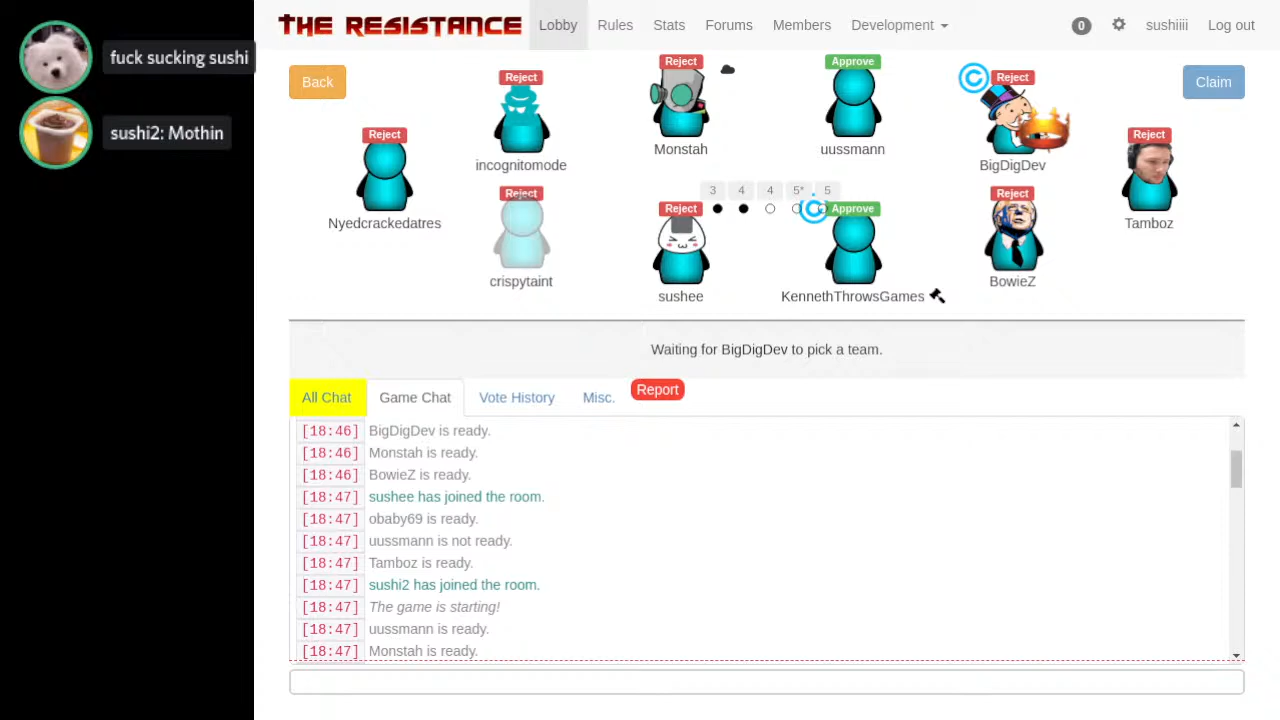 fuck sucking sushi
sushi2: Mothin
THE RESISTANCE
Lobby Rules Stats Forums Members Development 0 sushiiii Log out
Back
Claim
Reject
Nyedcrackedatres
Reject
incognitomode
Reject
crispytaint
Reject
Monstah
Reject
sushee
3 4 4 5* 5
Approve
uussmann
Approve
KennethThrowsGames
C Reject
BigDigDev
Reject
BowieZ
Reject
Tamboz
Waiting for BigDigDev to pick a team.
All Chat Game Chat Vote History Misc. Report
[18:46] BigDigDev is ready.
[18:46] Monstah is ready.
[18:46] BowieZ is ready.
[18:47] sushee has joined the room.
[18:47] obaby69 is ready.
[18:47] uussmann is not ready.
[18:47] Tamboz is ready.
[18:47] sushi2 has joined the room.
[18:47] The game is starting!
[18:47] uussmann is ready.
[18:47] Monstah is ready.